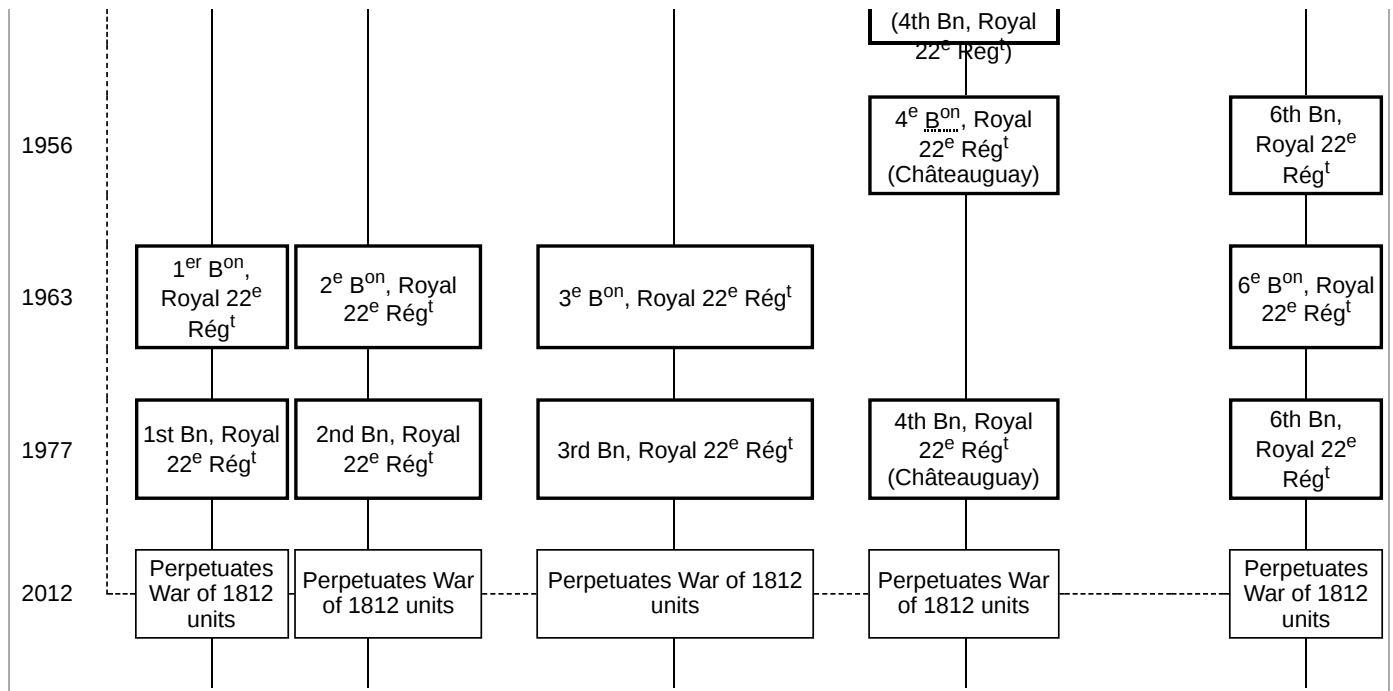 (4th Bn, Royal
22e Régt)
1956
4e Bon, Royal
22e Régt
(Châteauguay)
6th Bn,
Royal 22e
Régt
1963
1er Bon,
Royal 22e
Régt
2e Bon, Royal
22e Régt
3e Bon, Royal 22e Régt
6e Bon, Royal
22e Régt
1977
1st Bn, Royal
22e Régt
2nd Bn, Royal
22e Régt
3rd Bn, Royal 22e Régt
4th Bn, Royal
22e Régt
(Châteauguay)
6th Bn,
Royal 22e
Régt
2012
Perpetuates
War of 1812
units
Perpetuates War
of 1812 units
Perpetuates War of 1812
units
Perpetuates War
of 1812 units
Perpetuates
War of 1812
units